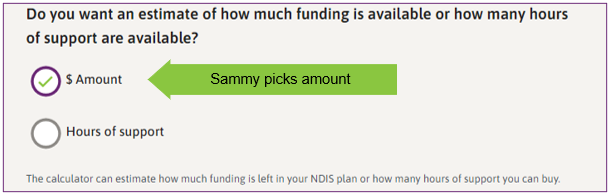 Do you want an estimate of how much funding is available or how many hours
of support are available?
$ Amount
Sammy picks amount
Hours of support
The calculator can estimate how much funding is left in your NDIS plan or how many hours of support you can buy.